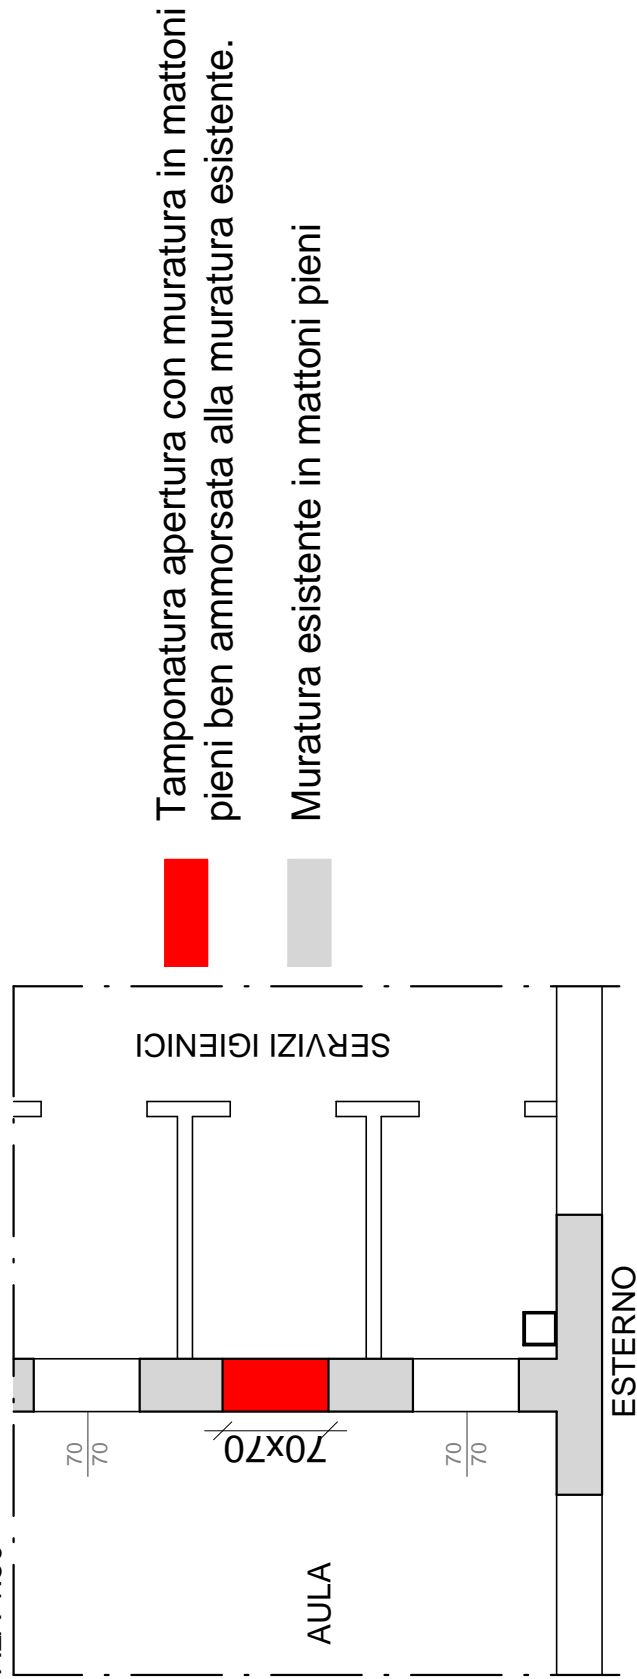 Tamponatura apertura con muratura in mattoni
pieni ben ammorsata alla muratura esistente.
Muratura esistente in mattoni pieni
SERVIZI IGIENICI
70
70
70x70
70
70
AULA
ESTERNO